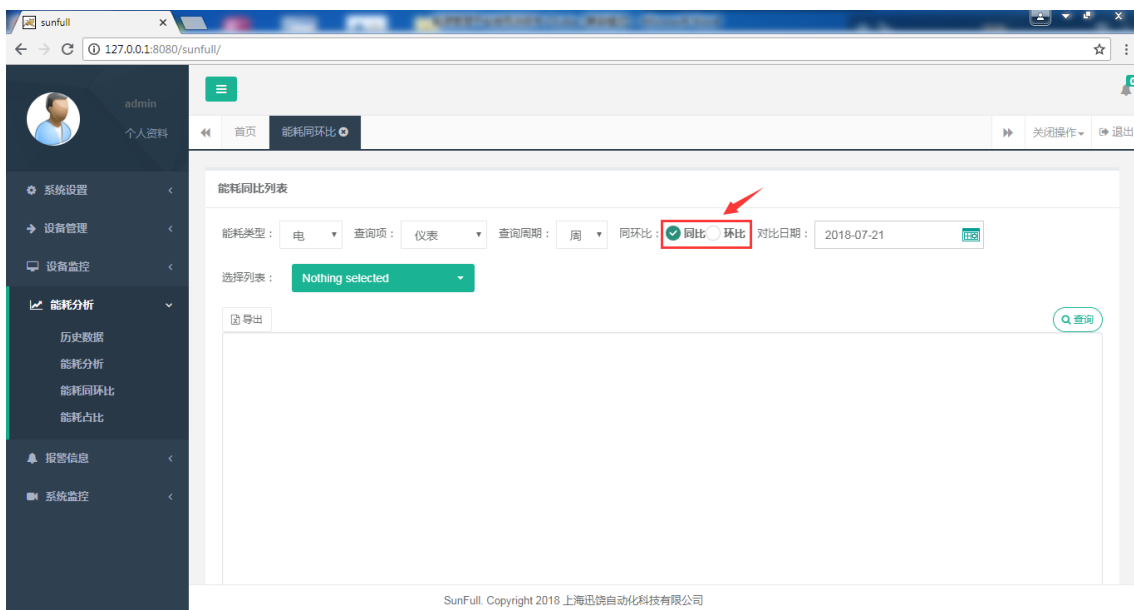 sunfull
127.0.0.1:8080/sunfull/
admin
个人资料
首页 能耗同环比 关闭操作 退出
系统设置
设备管理
设备监控
能耗分析
历史数据
能耗分析
能耗同环比
能耗占比
报警信息
系统监控
能耗同比列表
能耗类型： 电 查询项： 仪表 查询周期： 周 同环比： 同比 环比 对比日期： 2018-07-21
选择列表： Nothing selected
导出 查询
SunFull. Copyright 2018 上海迅饶自动化科技有限公司